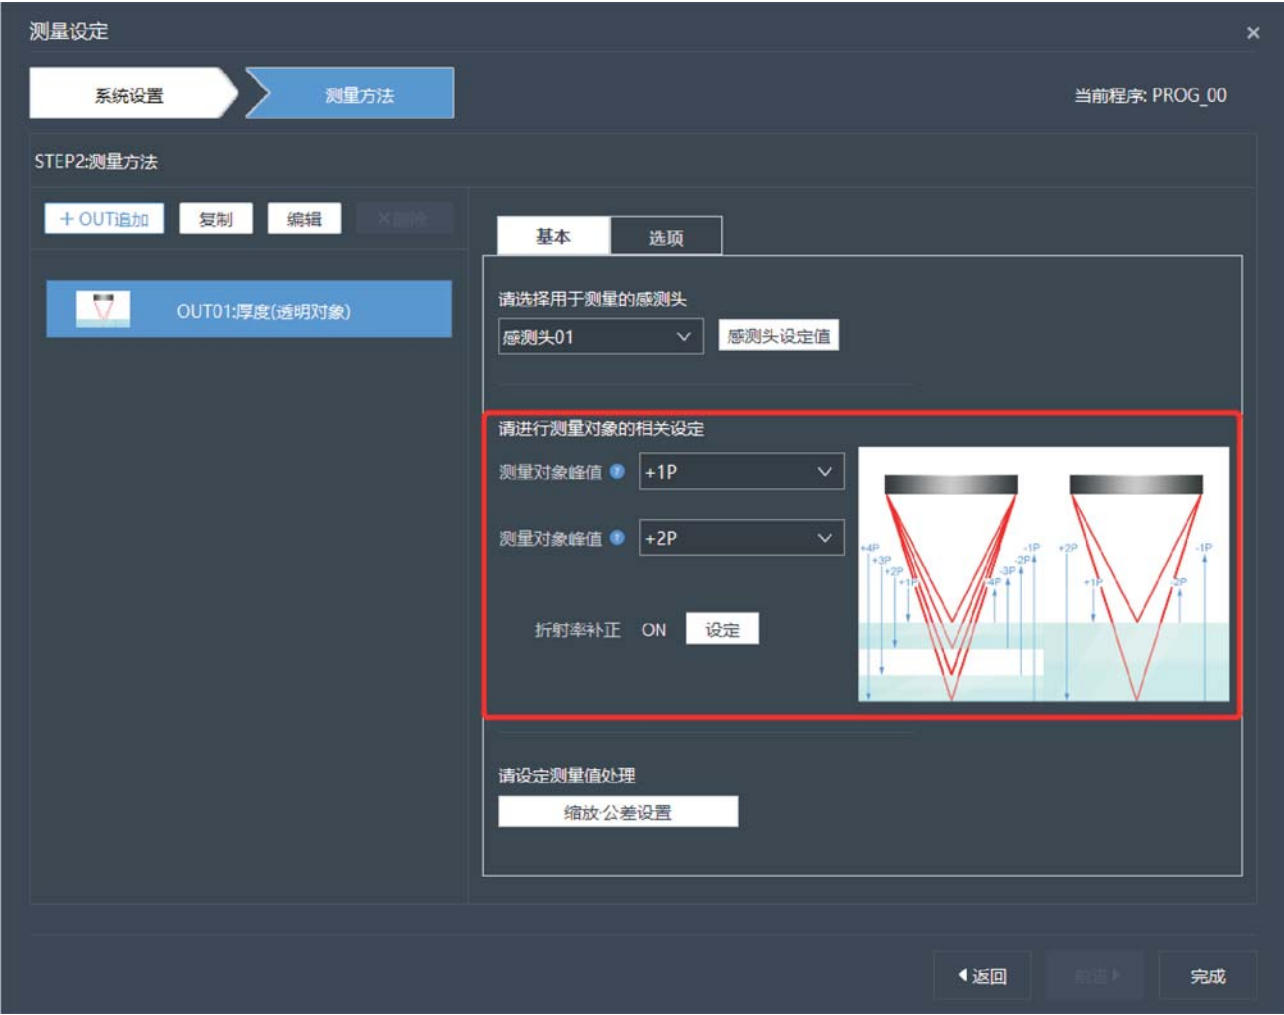 测量设定
×
系统设置
测量方法
当前程序: PROG_00
STEP2:测量方法
+ OUT追加
复制
编辑
×删除
基本
选项
OUT01:厚度(透明对象)
请选择用于测量的感测头
感测头01
感测头设定值
请进行测量对象的相关设定
测量对象峰值 ? +1P
测量对象峰值 ? +2P
折射率补正 ON 设定
+4P
+3P
+2P
+1P
-1P
-2P
-3P
-4P
+2P
+1P
-1P
-2P
请设定测量值处理
缩放·公差设置
返回
前进
完成